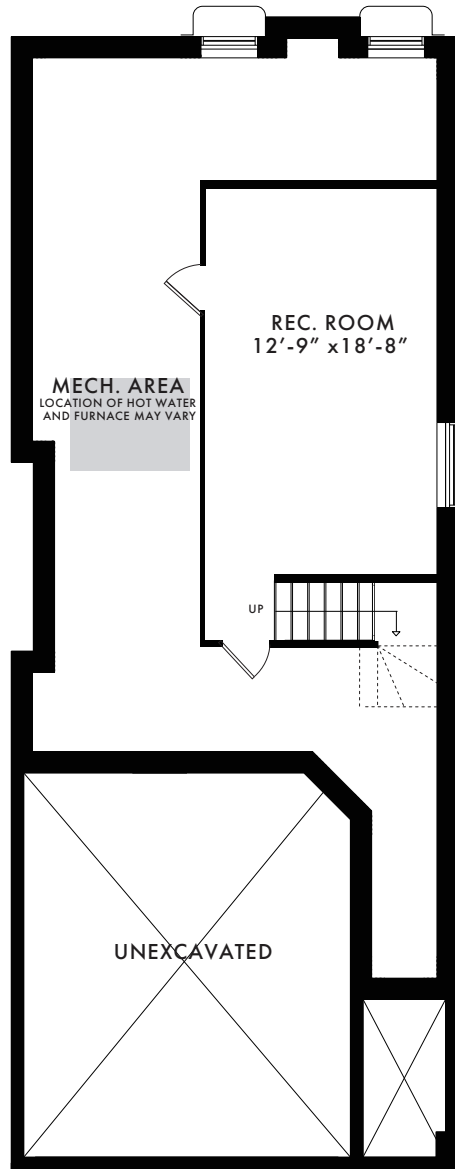 REC. ROOM
12'-9" x18'-8"
MECH. AREA
LOCATION OF HOT WATER
AND FURNACE MAY VARY
UP
UNEXCAVATED